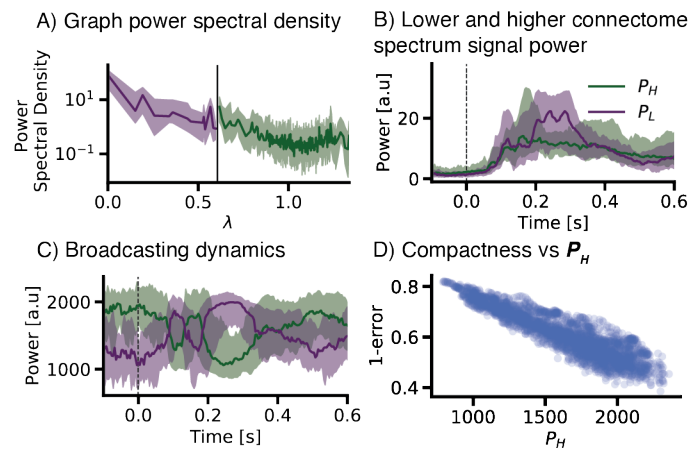 A) Graph power spectral density
Power
Spectral Density
10¹
10⁻¹
0.0
0.5
1.0
λ
B) Lower and higher connectome
spectrum signal power
Power [a.u]
20
0
P_H
P_L
0.0
0.2
0.4
0.6
Time [s]
C) Broadcasting dynamics
Power [a.u]
2000
1000
0.0
0.2
0.4
0.6
Time [s]
D) Compactness vs P_H
1-error
0.8
0.6
0.4
1000
1500
2000
P_H